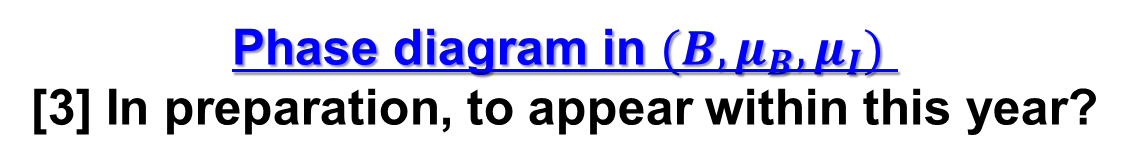 Phase diagram in (B, μ_B, μ_I)
[3] In preparation, to appear within this year?